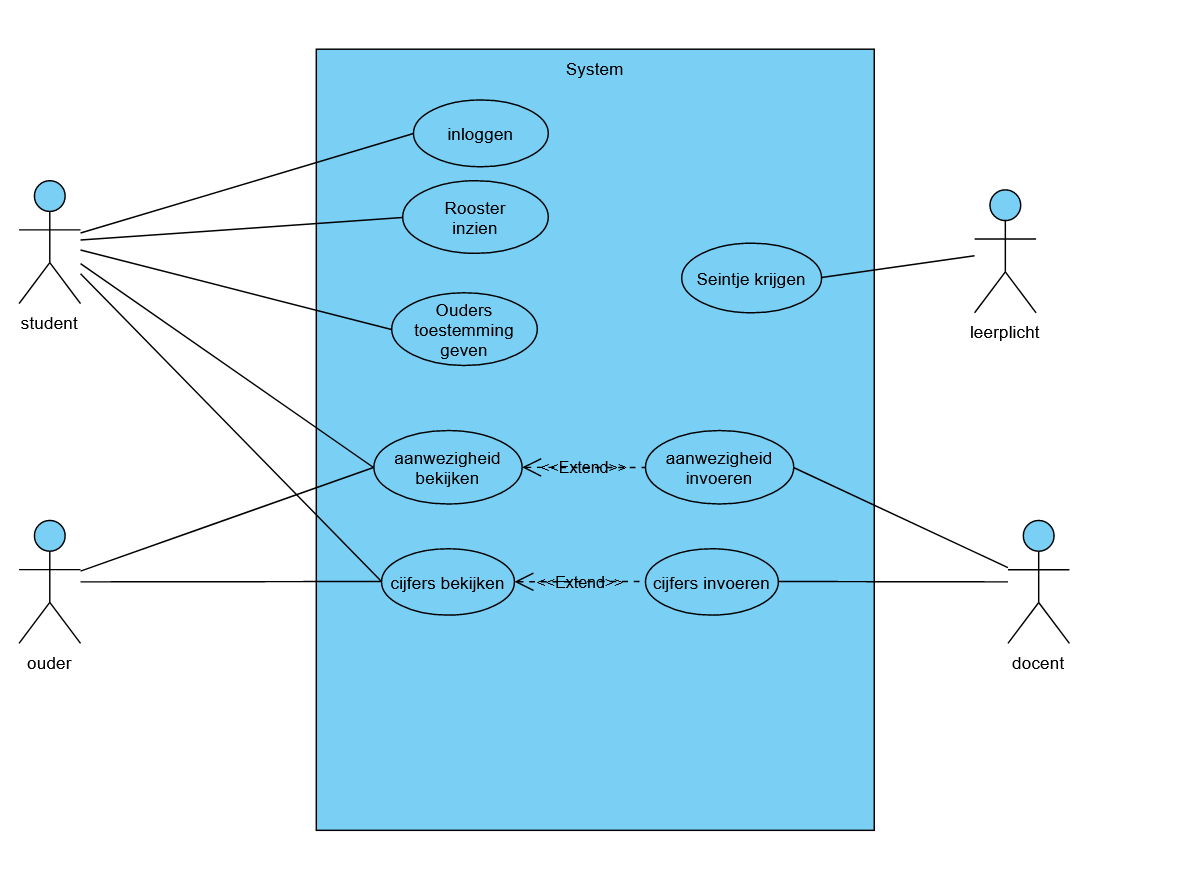 System
inloggen
Rooster
inzien
Seintje krijgen
Ouders
toestemming
geven
student
leerplicht
aanwezigheid
bekijken
<<Extend>>
aanwezigheid
invoeren
cijfers bekijken
<<Extend>>
cijfers invoeren
ouder
docent